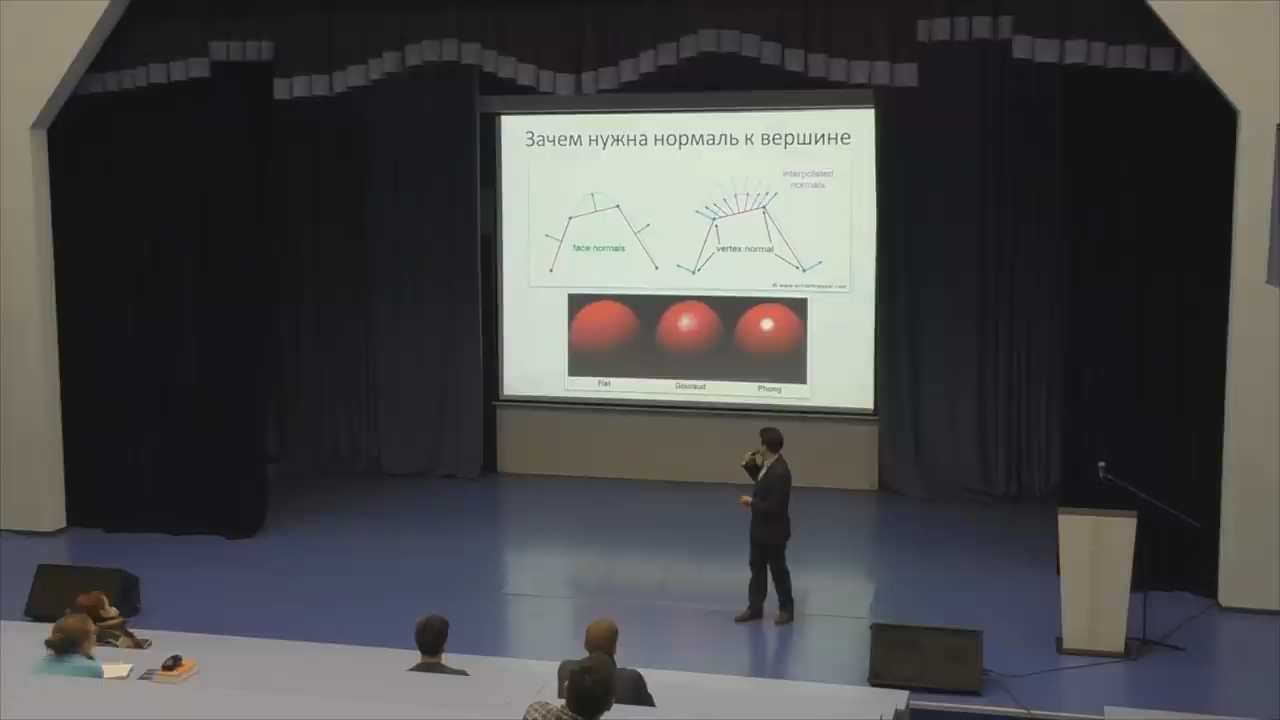 Зачем нужна нормаль к вершине
interpolated
normals
face normals
vertex normal
Flat
Gouraud
Phong